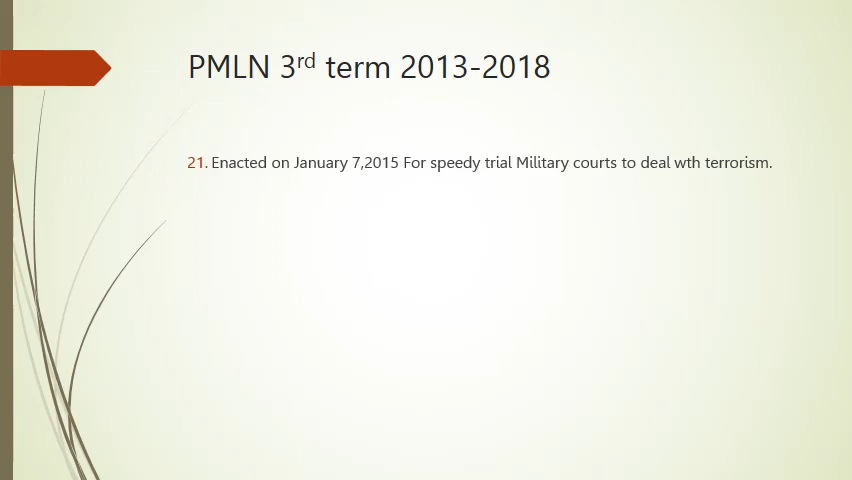 PMLN 3rd term 2013-2018
21. Enacted on January 7,2015 For speedy trial Military courts to deal wth terrorism.